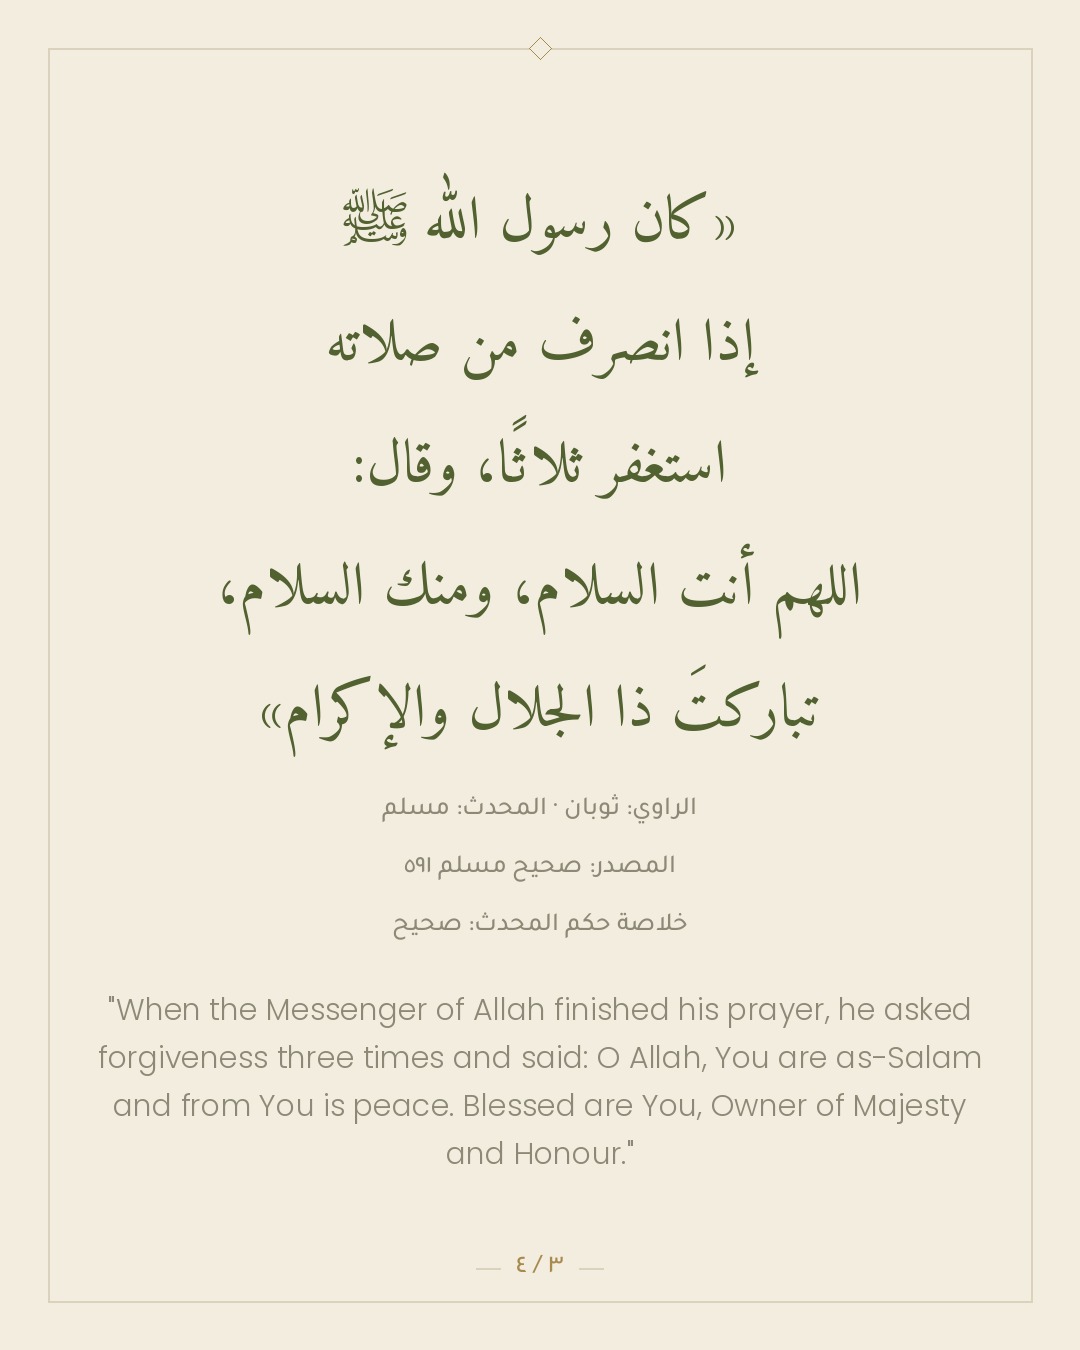 «كان رسول الله ﷺ
إذا انصرف من صلاته
استغفر ثلاثًا، وقال:
اللهم أنت السلام، ومنك السلام،
تباركتَ ذا الجلال والإكرام»
الراوي: ثوبان · المحدث: مسلم
المصدر: صحيح مسلم ٥٩١
خلاصة حكم المحدث: صحيح
"When the Messenger of Allah finished his prayer, he asked
forgiveness three times and said: O Allah, You are as-Salam
and from You is peace. Blessed are You, Owner of Majesty
and Honour."
٣ / ٤